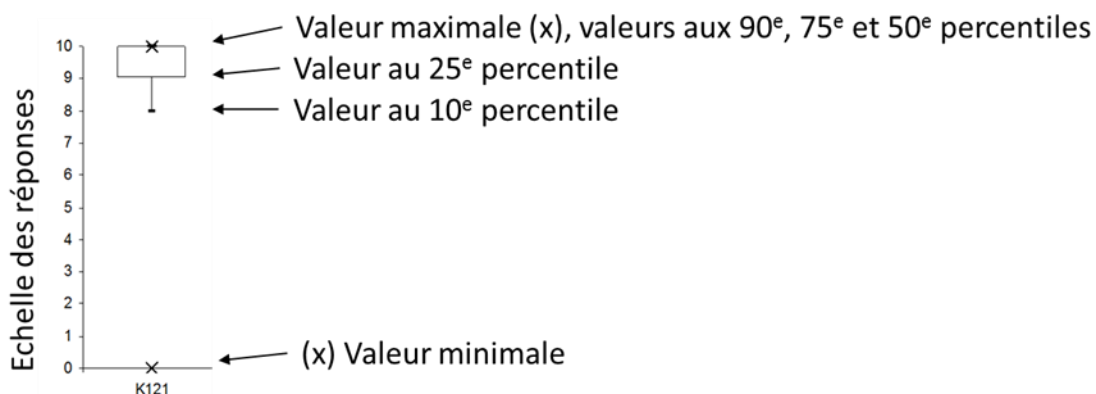 Valeur maximale (x), valeurs aux 90e, 75e et 50e percentiles
Valeur au 25e percentile
Valeur au 10e percentile
Echelle des réponses
10
9
8
7
6
5
4
3
2
1
0
(x) Valeur minimale
K121